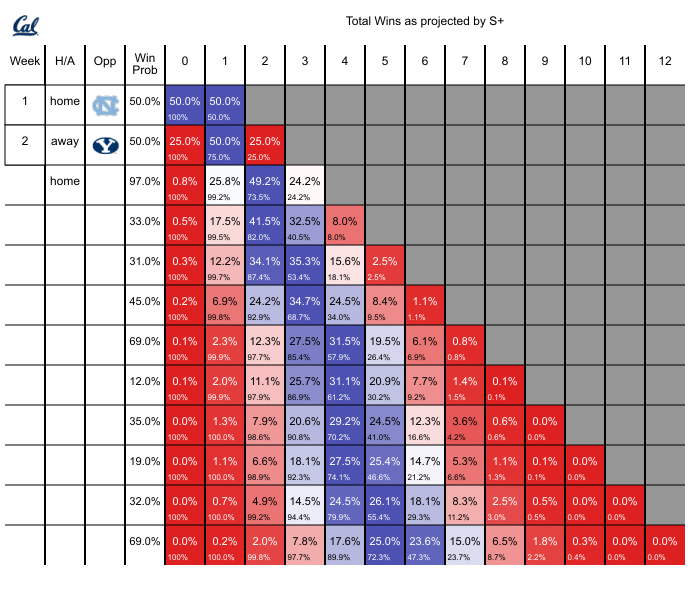 Cal
Total Wins as projected by S+
Week H/A Opp Win Prob 0 1 2 3 4 5 6 7 8 9 10 11 12
1 home NC 50.0% 50.0% 50.0%
100% 50.0%
2 away Y 50.0% 25.0% 50.0% 25.0%
100% 75.0% 25.0%
home 97.0% 0.8% 25.8% 49.2% 24.2%
100% 99.2% 73.5% 24.2%
33.0% 0.5% 17.5% 41.5% 32.5% 8.0%
100% 99.5% 82.0% 40.5% 8.0%
31.0% 0.3% 12.2% 34.1% 35.3% 15.6% 2.5%
100% 99.7% 87.4% 53.4% 18.1% 2.5%
45.0% 0.2% 6.9% 24.2% 34.7% 24.5% 8.4% 1.1%
100% 99.8% 92.9% 68.7% 34.0% 9.5% 1.1%
69.0% 0.1% 2.3% 12.3% 27.5% 31.5% 19.5% 6.1% 0.8%
100% 99.9% 97.7% 85.4% 57.9% 26.4% 6.9% 0.8%
12.0% 0.1% 2.0% 11.1% 25.7% 31.1% 20.9% 7.7% 1.4% 0.1%
100% 99.9% 97.9% 86.9% 61.2% 30.2% 9.2% 1.5% 0.1%
35.0% 0.0% 1.3% 7.9% 20.6% 29.2% 24.5% 12.3% 3.6% 0.6% 0.0%
100% 100.0% 98.6% 90.8% 70.2% 41.0% 16.6% 4.2% 0.6% 0.0%
19.0% 0.0% 1.1% 6.6% 18.1% 27.5% 25.4% 14.7% 5.3% 1.1% 0.1% 0.0%
100% 100.0% 98.9% 92.3% 74.1% 46.6% 21.2% 6.6% 1.3% 0.1% 0.0%
32.0% 0.0% 0.7% 4.9% 14.5% 24.5% 26.1% 18.1% 8.3% 2.5% 0.5% 0.0% 0.0%
100% 100.0% 99.2% 94.4% 79.9% 55.4% 29.3% 11.2% 3.0% 0.5% 0.0% 0.0%
69.0% 0.0% 0.2% 2.0% 7.8% 17.6% 25.0% 23.6% 15.0% 6.5% 1.8% 0.3% 0.0% 0.0%
100% 100.0% 99.8% 97.7% 89.9% 72.3% 47.3% 23.7% 8.7% 2.2% 0.4% 0.0% 0.0%